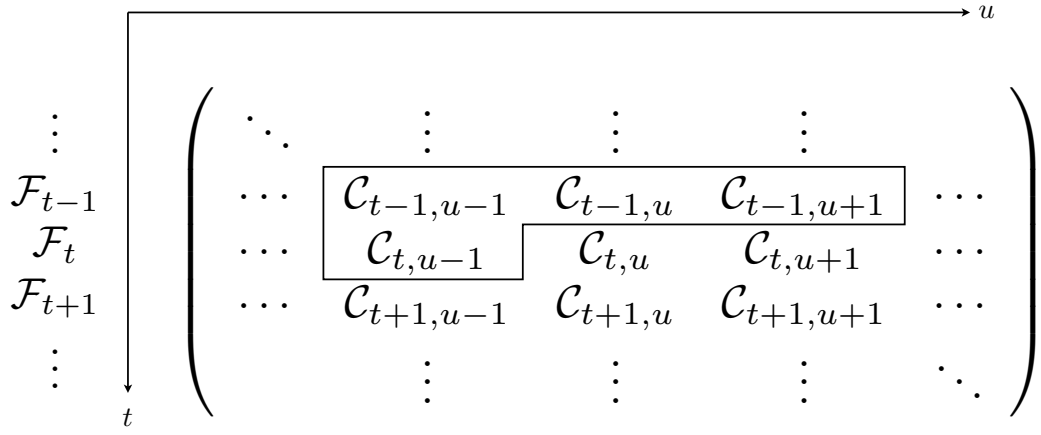 u
⋮ ⋱ ⋮ ⋮ ⋮
ℱ_{t−1} ⋯ 𝒞_{t−1,u−1} 𝒞_{t−1,u} 𝒞_{t−1,u+1} ⋯
ℱ_t ⋯ 𝒞_{t,u−1} 𝒞_{t,u} 𝒞_{t,u+1}
ℱ_{t+1} ⋯ 𝒞_{t+1,u−1} 𝒞_{t+1,u} 𝒞_{t+1,u+1} ⋯
⋮ ⋮ ⋮ ⋮ ⋱
t